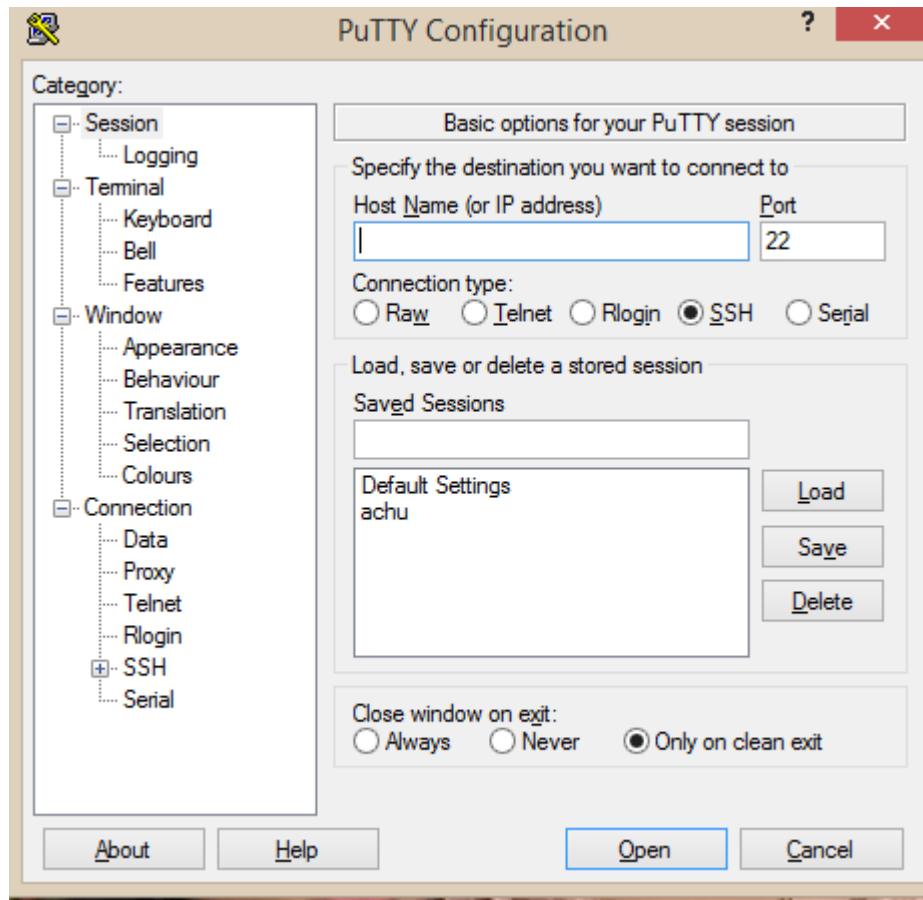 PuTTY Configuration ? ×
Category:
Session
Logging
Terminal
Keyboard
Bell
Features
Window
Appearance
Behaviour
Translation
Selection
Colours
Connection
Data
Proxy
Telnet
Rlogin
SSH
Serial
Basic options for your PuTTY session
Specify the destination you want to connect to
Host Name (or IP address) Port
22
Connection type:
Raw Telnet Rlogin SSH Serial
Load, save or delete a stored session
Saved Sessions
Default Settings
achu
Load
Save
Delete
Close window on exit:
Always Never Only on clean exit
About Help Open Cancel